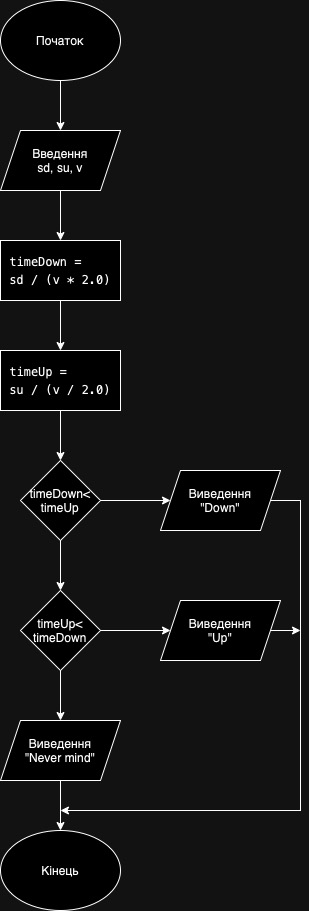 Початок
Введення
sd, su, v
timeDown =
sd / (v * 2.0)
timeUp =
su / (v / 2.0)
timeDown<
timeUp
Виведення
"Down"
timeUp<
timeDown
Виведення
"Up"
Виведення
"Never mind"
Кінець